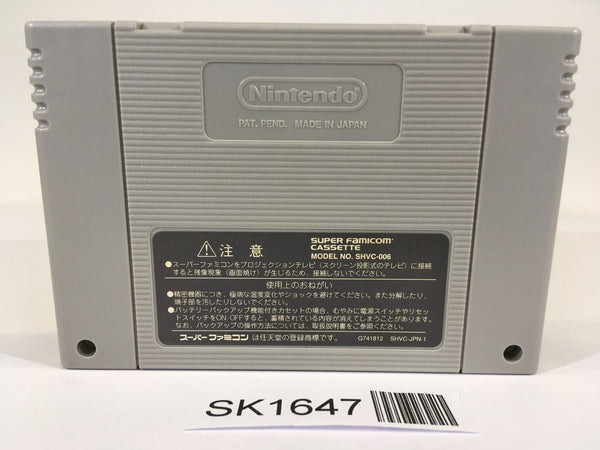 Nintendo®
PAT. PEND. MADE IN JAPAN
⚠注意
SUPER FAMICOM™
CASSETTE
MODEL NO. SHVC-006
●スーパーファミコンをプロジェクションテレビ(スクリーン投影式のテレビ)に接続
すると残像現象(画面焼け)が生じるため、接続しないでください。
使用上のおねがい
●精密機器につき、極端な温度変化やショックを避けてください。また分解したり、
端子部を汚したりしないでください。
●バッテリーバックアップ機能付きカセットの場合、むやみに電源スイッチやリセッ
トスイッチをON・OFFすると、蓄積されている内容が消えてしまうことがあります。
なお、バックアップの操作方法については、取扱説明書をご参照ください。
スーパーファミコンは任天堂の登録商標です。
G741812 SHVC-JPN-1
SK1647